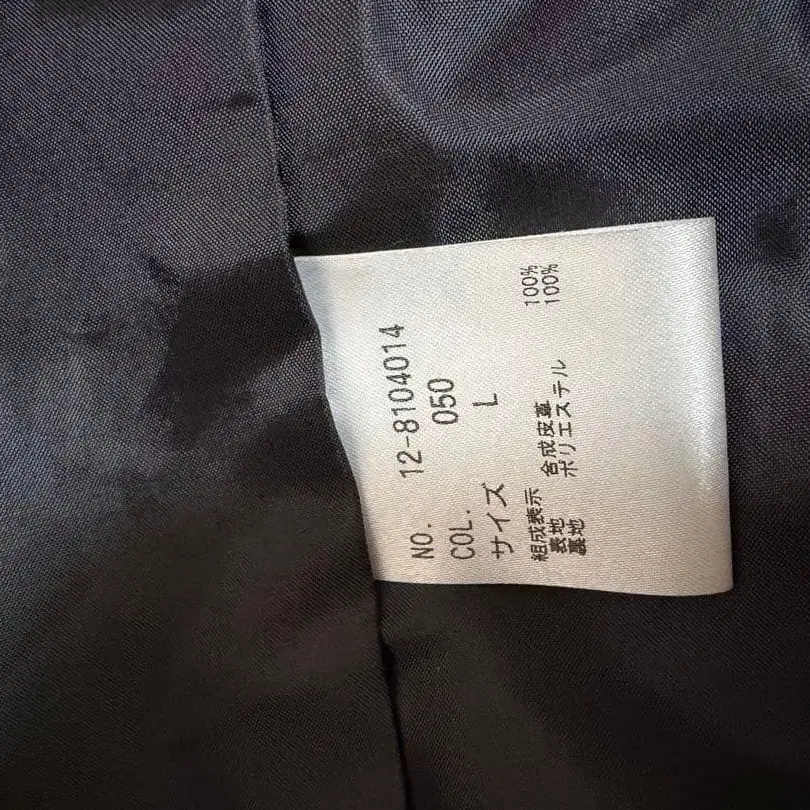 NO. 12-8104014
COL. 050
サイズ L
組成表示
表地 合成皮革 100%
裏地 ポリエステル 100%